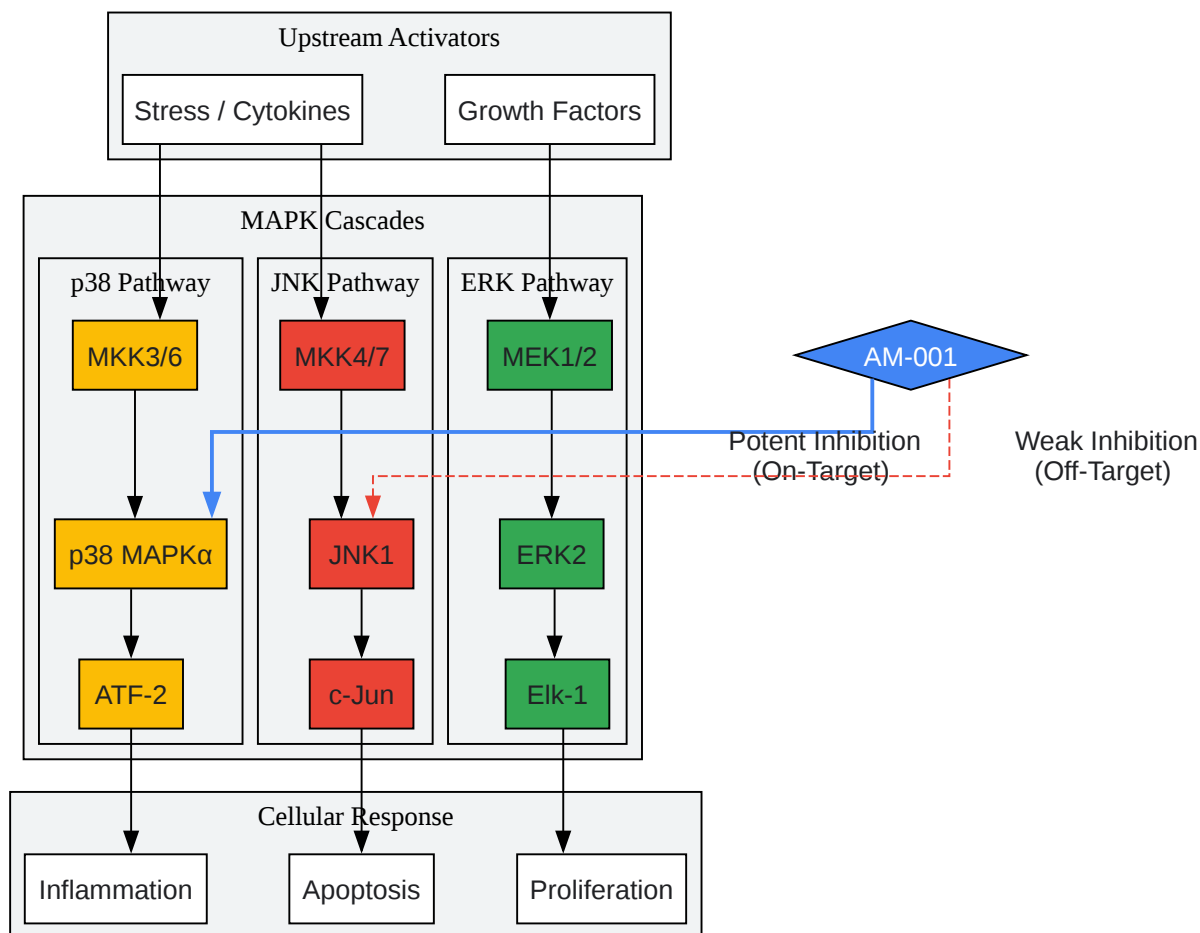 Upstream Activators
Stress / Cytokines
Growth Factors
MAPK Cascades
p38 Pathway
JNK Pathway
ERK Pathway
MKK3/6
MKK4/7
MEK1/2
AM-001
Potent Inhibition
(On-Target)
Weak Inhibition
(Off-Target)
p38 MAPKα
JNK1
ERK2
ATF-2
c-Jun
Elk-1
Cellular Response
Inflammation
Apoptosis
Proliferation